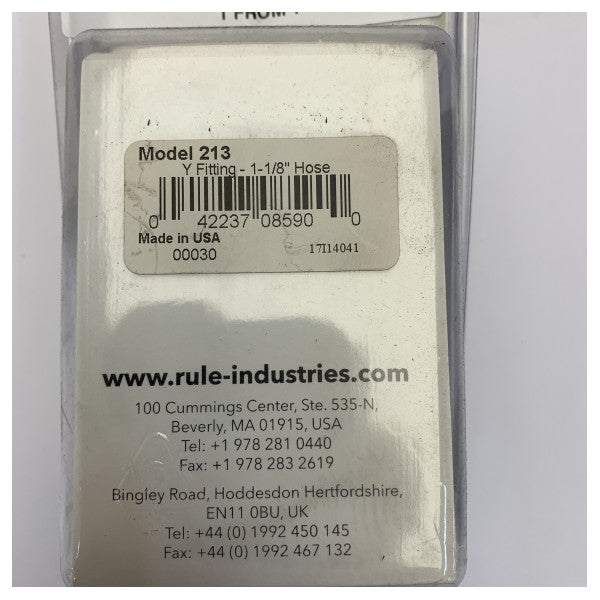 Model 213
Y Fitting - 1-1/8" Hose
0 42237 08590 0
Made in USA
00030 17I14041
www.rule-industries.com
100 Cummings Center, Ste. 535-N,
Beverly, MA 01915, USA
Tel: +1 978 281 0440
Fax: +1 978 283 2619
Bingley Road, Hoddesdon Hertfordshire,
EN11 0BU, UK
Tel: +44 (0) 1992 450 145
Fax: +44 (0) 1992 467 132